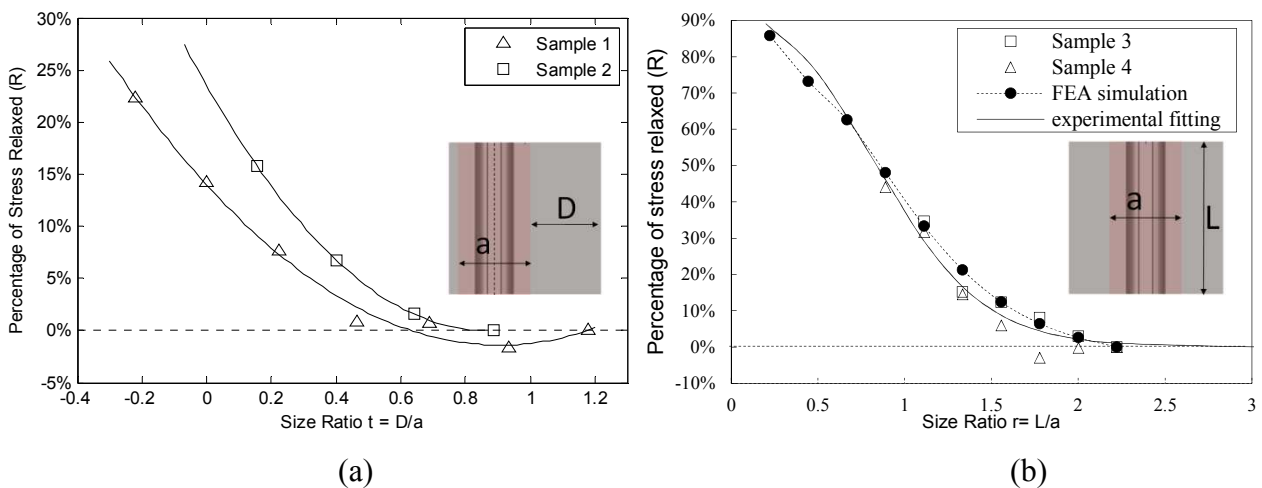 Percentage of Stress Relaxed (R)
30%
25%
20%
15%
10%
5%
0%
-5%
-0.4 -0.2 0 0.2 0.4 0.6 0.8 1 1.2
Size Ratio t = D/a
Sample 1
Sample 2
D
a
(a)
Percentage of stress relaxed (R)
90%
80%
70%
60%
50%
40%
30%
20%
10%
0%
-10%
0 0.5 1 1.5 2 2.5 3
Size Ratio r= L/a
Sample 3
Sample 4
FEA simulation
experimental fitting
a
L
(b)